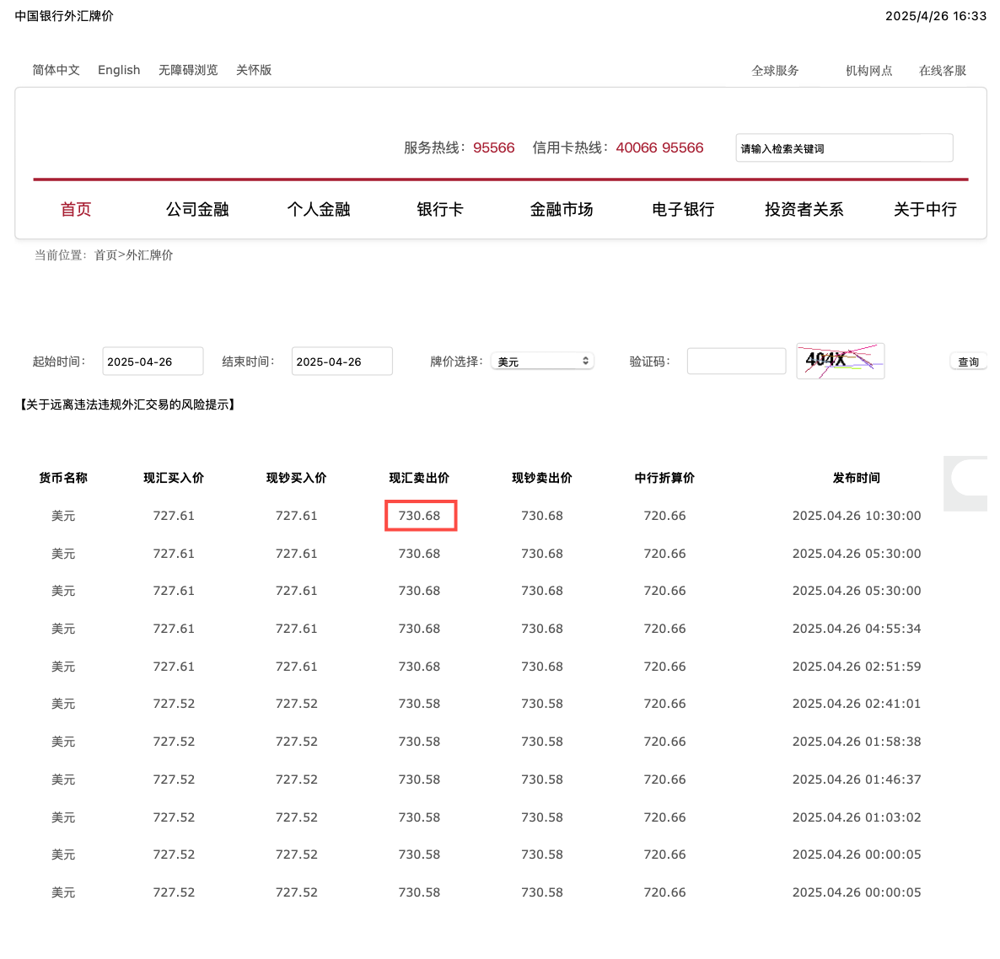 中国银行外汇牌价 2025/4/26 16:33
简体中文 English 无障碍浏览 关怀版 全球服务 机构网点 在线客服
服务热线：95566 信用卡热线：40066 95566 请输入检索关键词
首页 公司金融 个人金融 银行卡 金融市场 电子银行 投资者关系 关于中行
当前位置：首页>外汇牌价
起始时间： 2025-04-26 结束时间： 2025-04-26 牌价选择： 美元 验证码： 404X 查询
【关于远离违法违规外汇交易的风险提示】
货币名称 现汇买入价 现钞买入价 现汇卖出价 现钞卖出价 中行折算价 发布时间
美元 727.61 727.61 730.68 730.68 720.66 2025.04.26 10:30:00
美元 727.61 727.61 730.68 730.68 720.66 2025.04.26 05:30:00
美元 727.61 727.61 730.68 730.68 720.66 2025.04.26 05:30:00
美元 727.61 727.61 730.68 730.68 720.66 2025.04.26 04:55:34
美元 727.61 727.61 730.68 730.68 720.66 2025.04.26 02:51:59
美元 727.52 727.52 730.58 730.58 720.66 2025.04.26 02:41:01
美元 727.52 727.52 730.58 730.58 720.66 2025.04.26 01:58:38
美元 727.52 727.52 730.58 730.58 720.66 2025.04.26 01:46:37
美元 727.52 727.52 730.58 730.58 720.66 2025.04.26 01:03:02
美元 727.52 727.52 730.58 730.58 720.66 2025.04.26 00:00:05
美元 727.52 727.52 730.58 730.58 720.66 2025.04.26 00:00:05